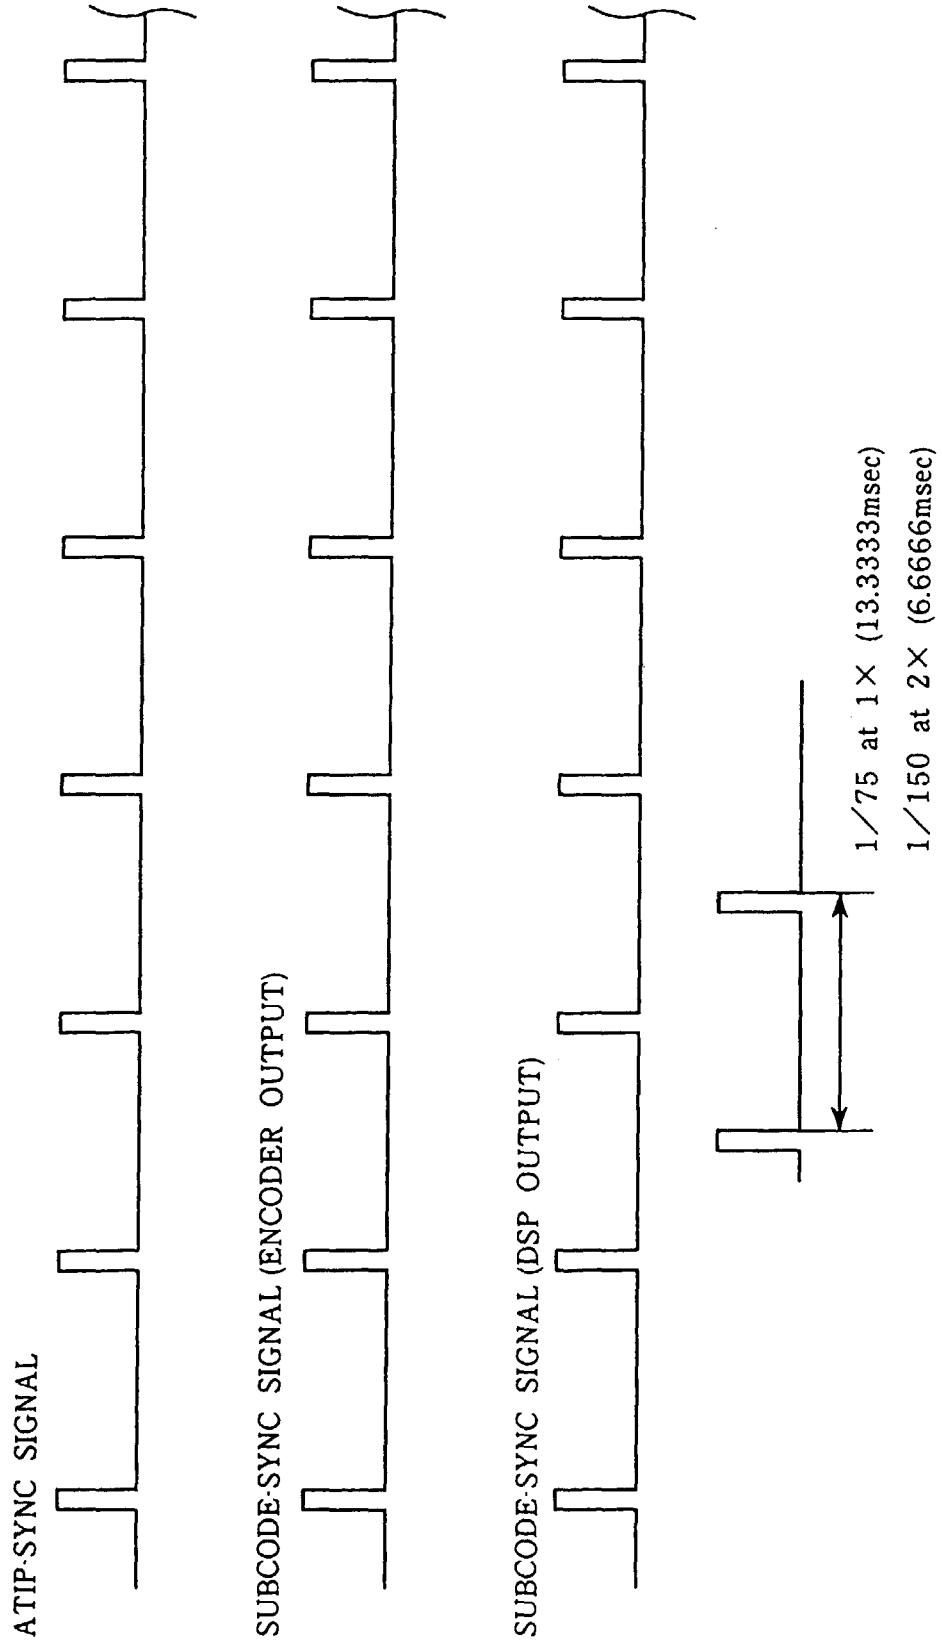 ATIP-SYNC SIGNAL
SUBCODE-SYNC SIGNAL (ENCODER OUTPUT)
SUBCODE-SYNC SIGNAL (DSP OUTPUT)
1/75 at 1× (13.3333msec)
1/150 at 2× (6.6666msec)